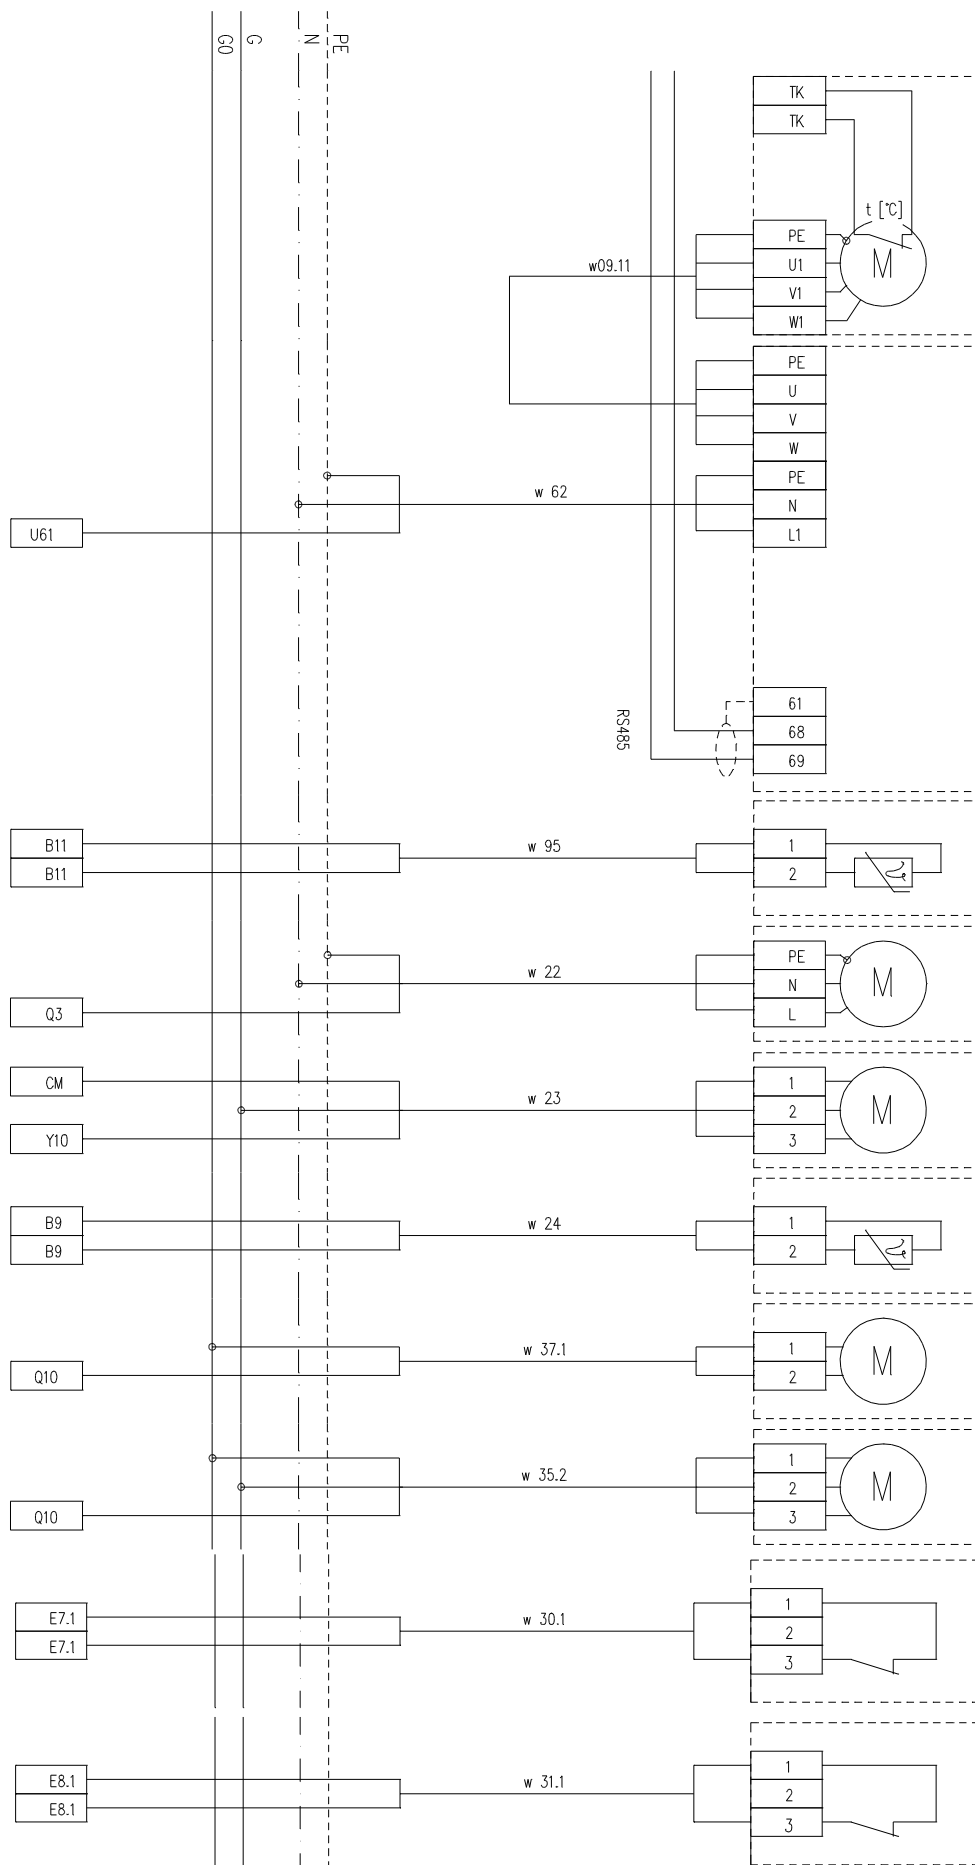 G0 G N PE
TK
TK
t [°C]
PE
M
w09.11
U1
V1
W1
PE
U
V
W
PE
w 62
N
U61
L1
61
RS485
68
69
B11
w 95
1
B11
2
PE
w 22
N
M
Q3
L
CM
1
w 23
2
M
Y10
3
B9
w 24
1
B9
2
w 37.1
1
M
Q10
2
1
w 35.2
2
M
Q10
3
1
E7.1
w 30.1
2
E7.1
3
1
E8.1
w 31.1
2
E8.1
3